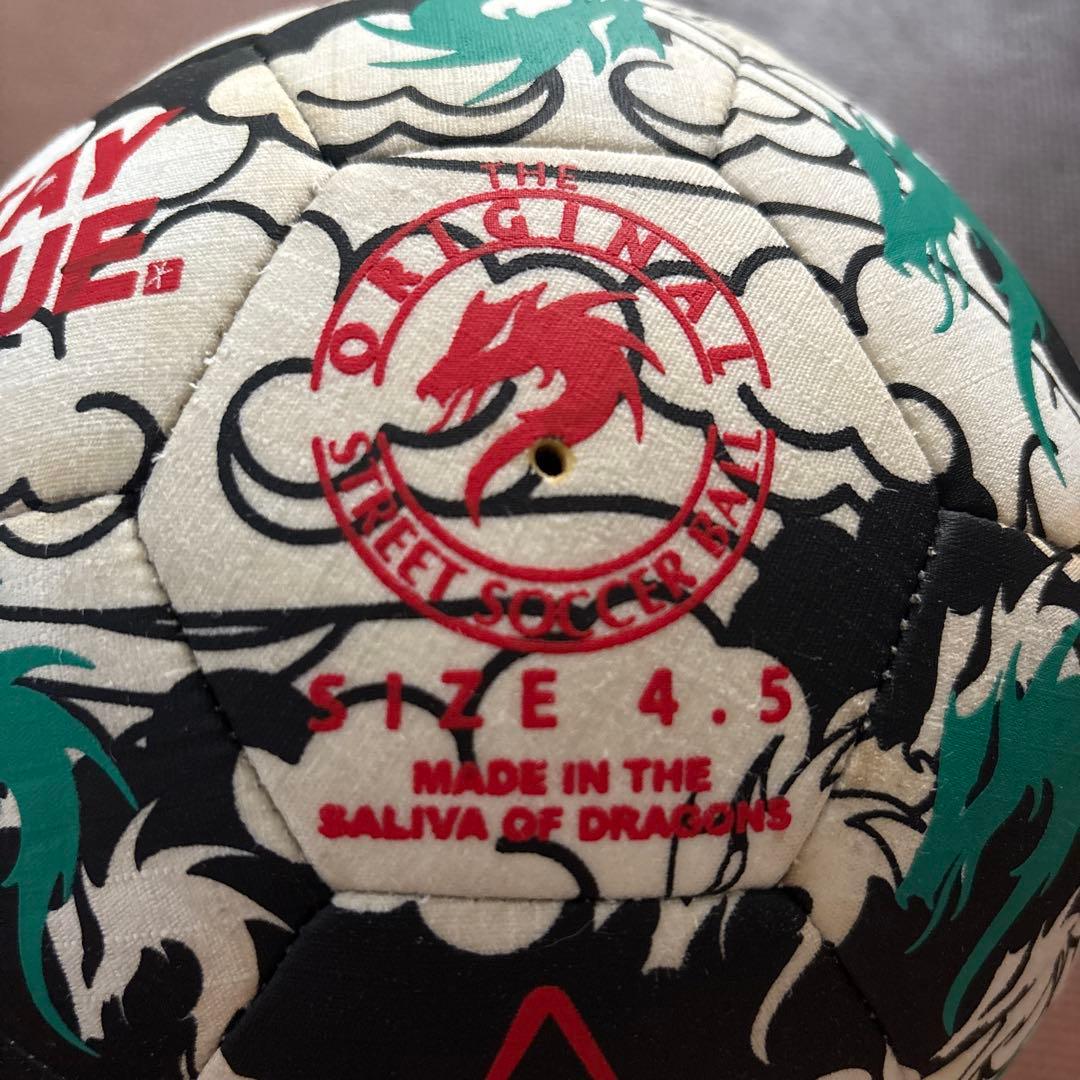 THE
ORIGINAL
STREET SOCCER BALL
SIZE 4.5
MADE IN THE
SALIVA OF DRAGONS